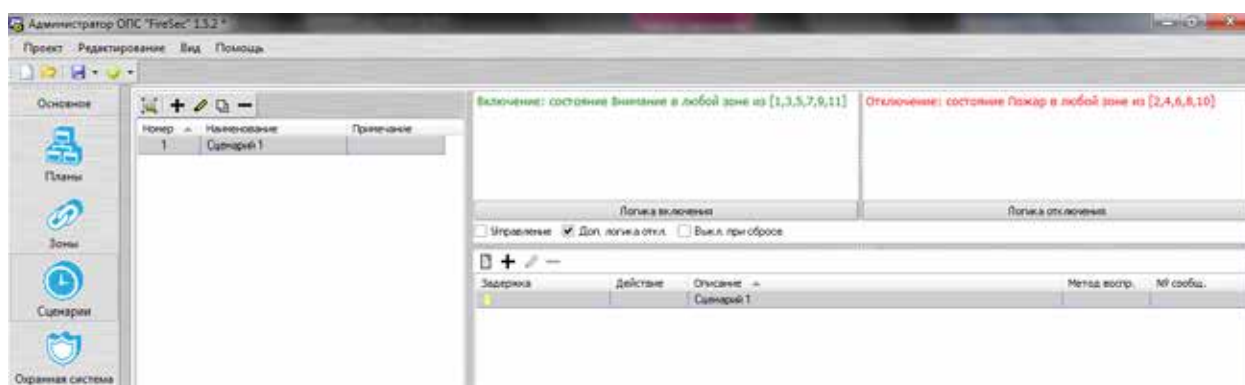 Администратор ОПС "FireSec" 1.3.2 *
Проект Редактирование Вид Помощь
Основное
Планы
Зоны
Сценарии
Охранная система
Номер Наименование Примечание
1 Сценарий 1
Включение: состояние Внимание в любой зоне из [1,3,5,7,9,11]
Отключение: состояние Пожар в любой зоне из [2,4,6,8,10]
Логика включения
Логика отключения
Управление Доп. логика откл. Выкл. при сбросе
Задержка Действие Описание Метод воспр. № сообщ.
Сценарий 1